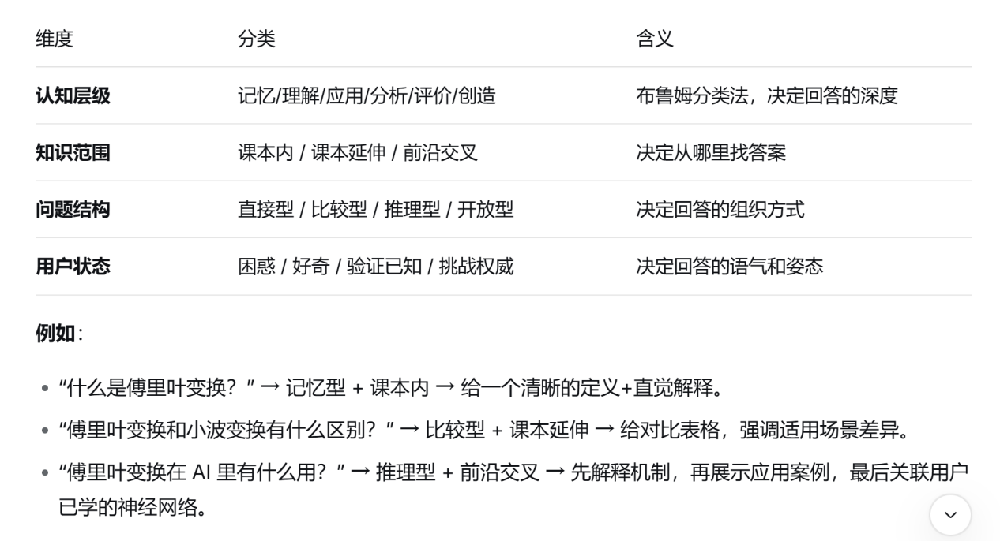 维度 分类 含义
认知层级 记忆/理解/应用/分析/评价/创造 布鲁姆分类法，决定回答的深度
知识范围 课本内 / 课本延伸 / 前沿交叉 决定从哪里找答案
问题结构 直接型 / 比较型 / 推理型 / 开放型 决定回答的组织方式
用户状态 困惑 / 好奇 / 验证已知 / 挑战权威 决定回答的语气和姿态
例如：
• “什么是傅里叶变换？” → 记忆型 + 课本内 → 给一个清晰的定义+直觉解释。
• “傅里叶变换和小波变换有什么区别？” → 比较型 + 课本延伸 → 给对比表格，强调适用场景差异。
• “傅里叶变换在 AI 里有什么用？” → 推理型 + 前沿交叉 → 先解释机制，再展示应用案例，最后关联用户
已学的神经网络。